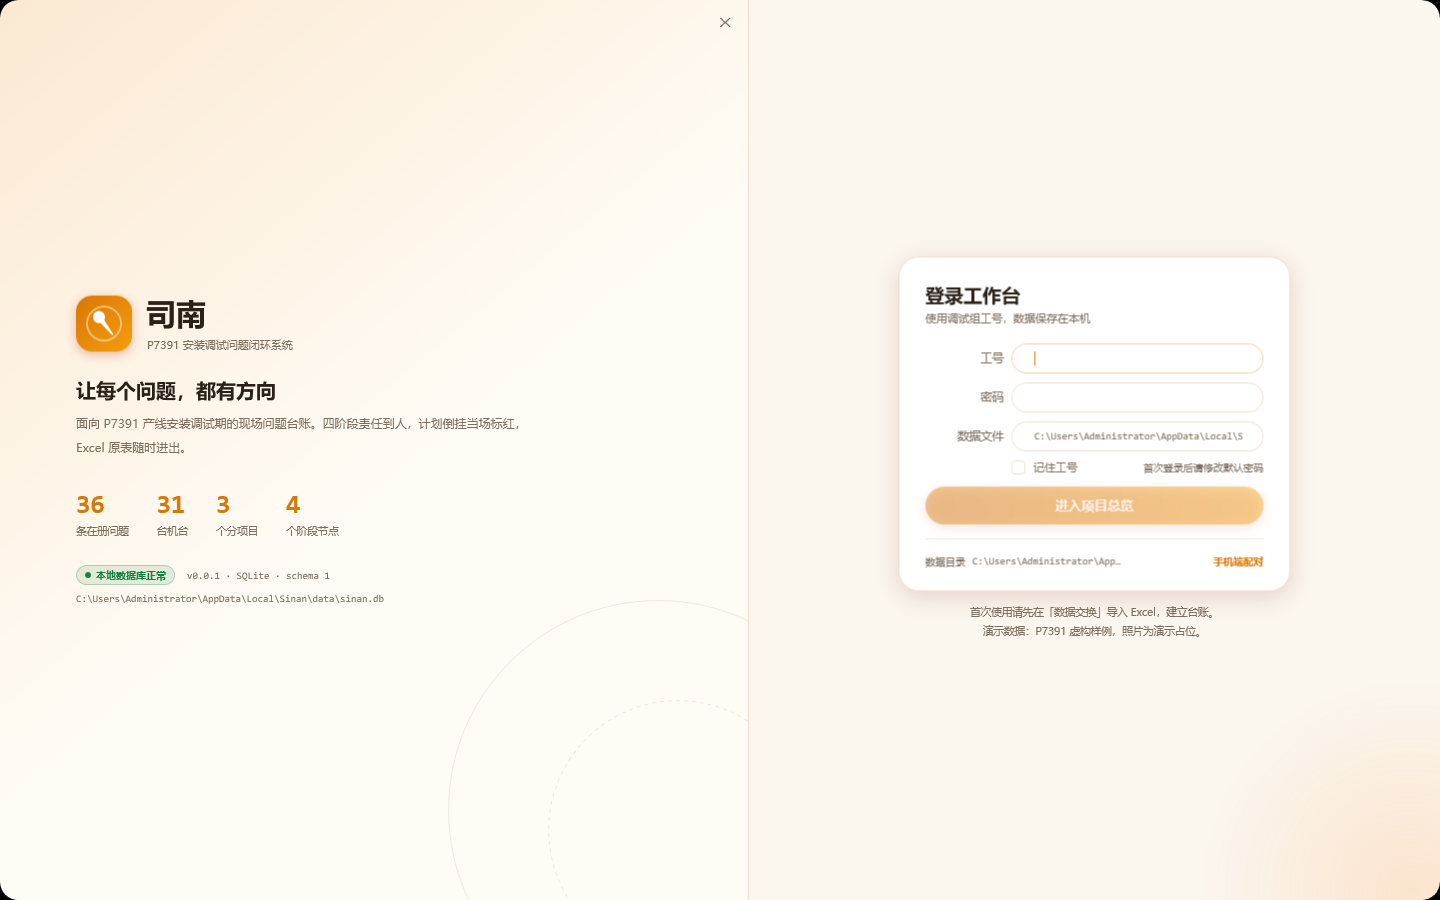 司南
P7391 安装调试问题闭环系统
让每个问题，都有方向
面向 P7391 产线安装调试期的现场问题台账。四阶段责任到人，计划倒挂当场标红，
Excel 原表随时进出。
36 31 3 4
条在册问题 台机台 个分项目 个阶段节点
本地数据库正常 v0.0.1 · SQLite · schema 1
C:\Users\Administrator\AppData\Local\Sinan\data\sinan.db
登录工作台
使用调试组工号，数据保存在本机
工号
密码
数据文件 C:\Users\Administrator\AppData\Local\S
记住工号 首次登录后请修改默认密码
进入项目总览
数据目录 C:\Users\Administrator\App… 手机端配对
首次使用请先在「数据交换」导入 Excel，建立台账。
演示数据：P7391 虚构样例，照片为演示占位。